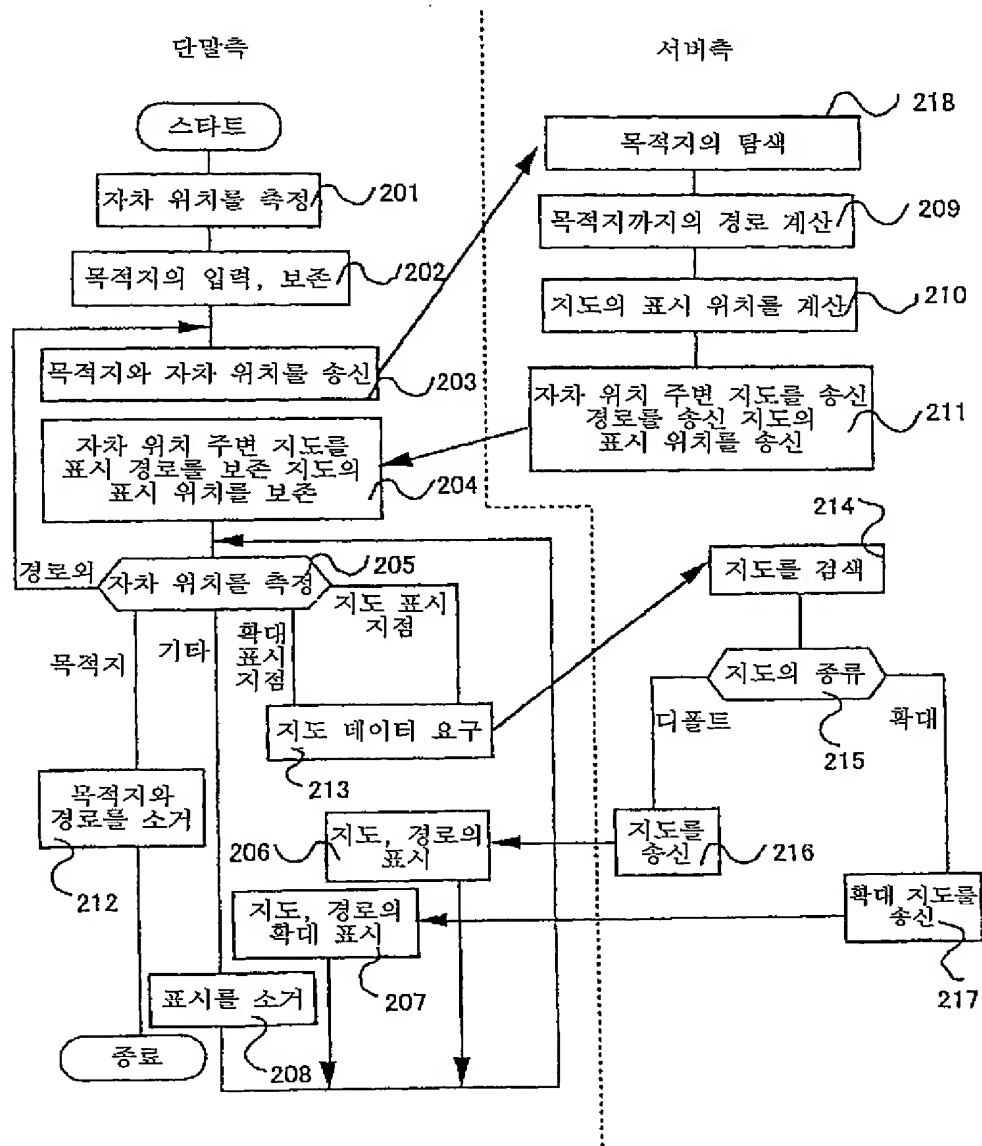 단말측
서버측
스타트
218
목적지의 탐색
자차 위치를 측정
201
목적지까지의 경로 계산
209
목적지의 입력, 보존
202
지도의 표시 위치를 계산
210
목적지와 자차 위치를 송신
203
자차 위치 주변 지도를 송신
경로를 송신 지도의
표시 위치를 송신
211
자차 위치 주변 지도를
표시 경로를 보존 지도의
표시 위치를 보존
204
214
경로외
자차 위치를 측정
205
지도를 검색
목적지
기타
확대
표시
지점
지도 표시
지점
지도의 종류
215
디폴트
확대
지도 데이터 요구
213
목적지와
경로를 소거
212
206
지도, 경로의
표시
지도를
송신
216
지도, 경로의
확대 표시
207
확대 지도를
송신
217
표시를 소거
208
종료